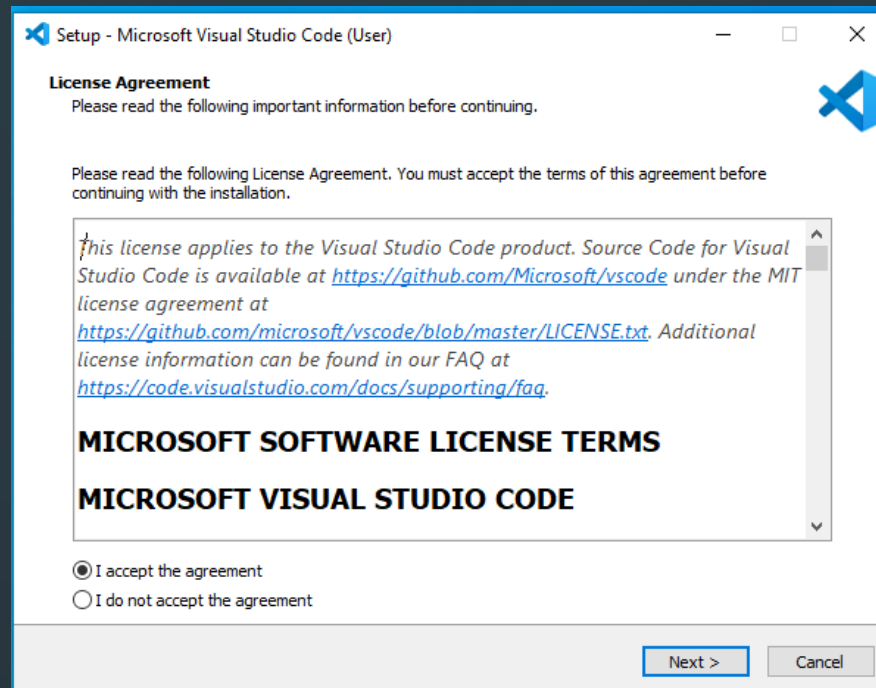 Setup - Microsoft Visual Studio Code (User)
License Agreement
Please read the following important information before continuing.
Please read the following License Agreement. You must accept the terms of this agreement before
continuing with the installation.
This license applies to the Visual Studio Code product. Source Code for Visual
Studio Code is available at https://github.com/Microsoft/vscode under the MIT
license agreement at
https://github.com/microsoft/vscode/blob/master/LICENSE.txt. Additional
license information can be found in our FAQ at
https://code.visualstudio.com/docs/supporting/faq.
MICROSOFT SOFTWARE LICENSE TERMS
MICROSOFT VISUAL STUDIO CODE
I accept the agreement
I do not accept the agreement
Next >
Cancel